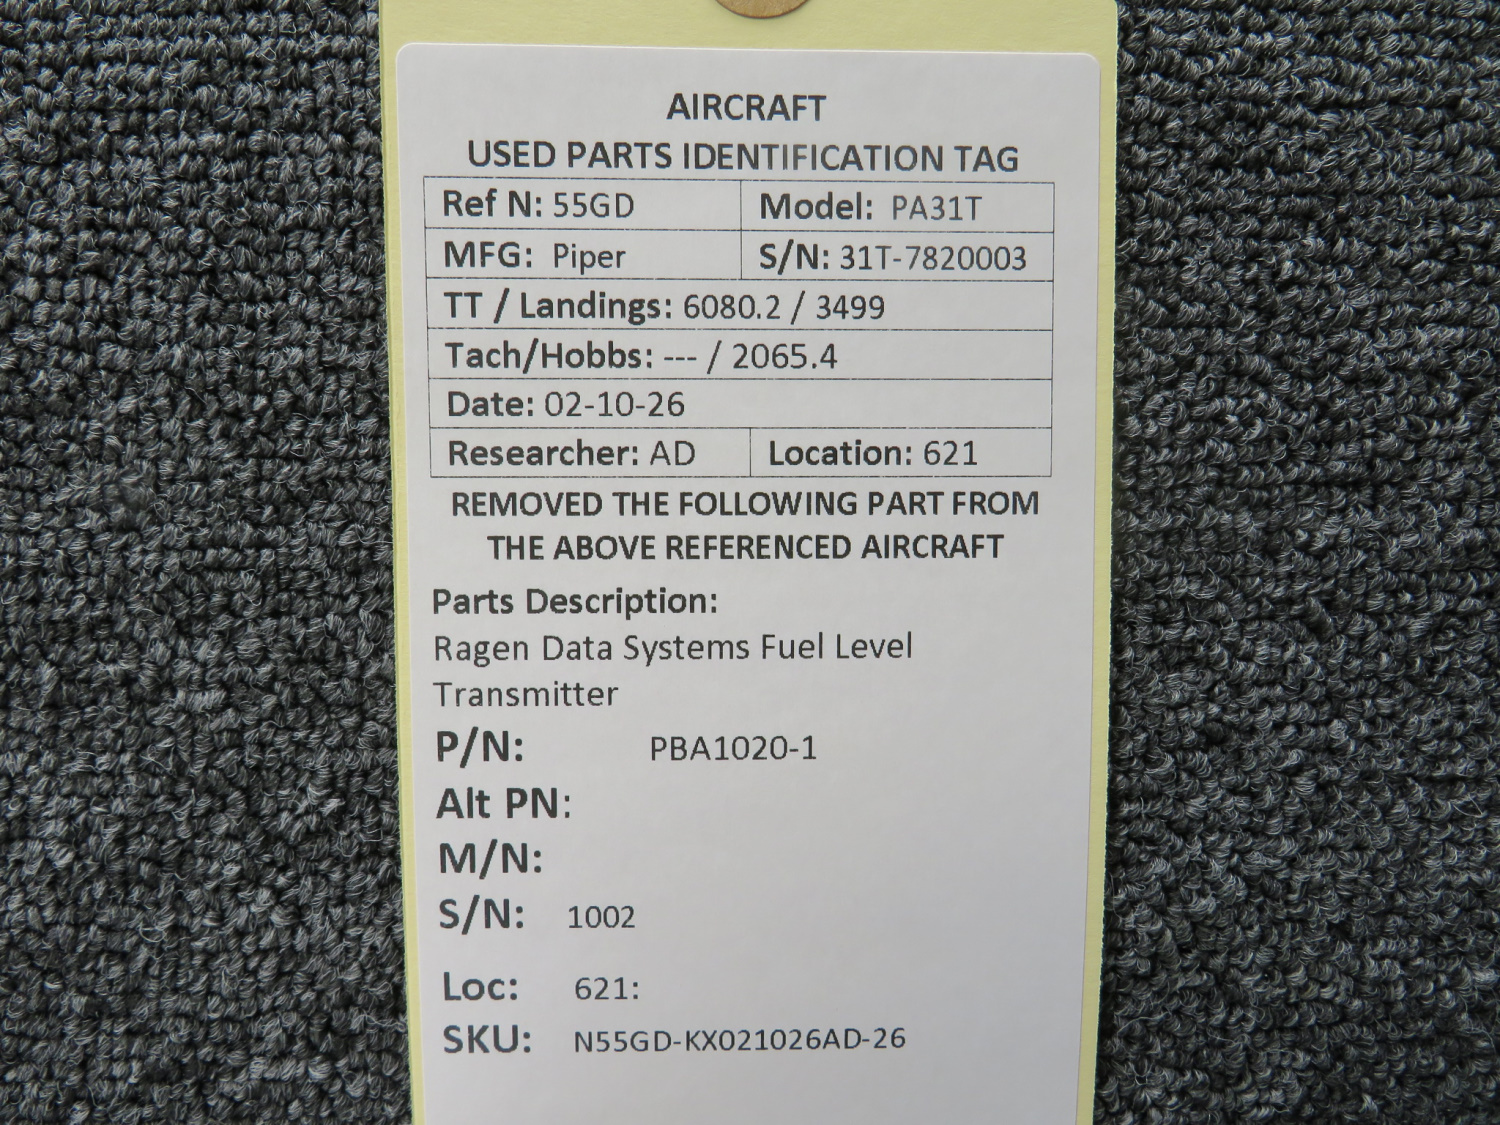 AIRCRAFT
USED PARTS IDENTIFICATION TAG
Ref N: 55GD Model: PA31T
MFG: Piper S/N: 31T-7820003
TT / Landings: 6080.2 / 3499
Tach/Hobbs: --- / 2065.4
Date: 02-10-26
Researcher: AD Location: 621
REMOVED THE FOLLOWING PART FROM
THE ABOVE REFERENCED AIRCRAFT
Parts Description:
Ragen Data Systems Fuel Level
Transmitter
P/N: PBA1020-1
Alt PN:
M/N:
S/N: 1002
Loc: 621:
SKU: N55GD-KX021026AD-26